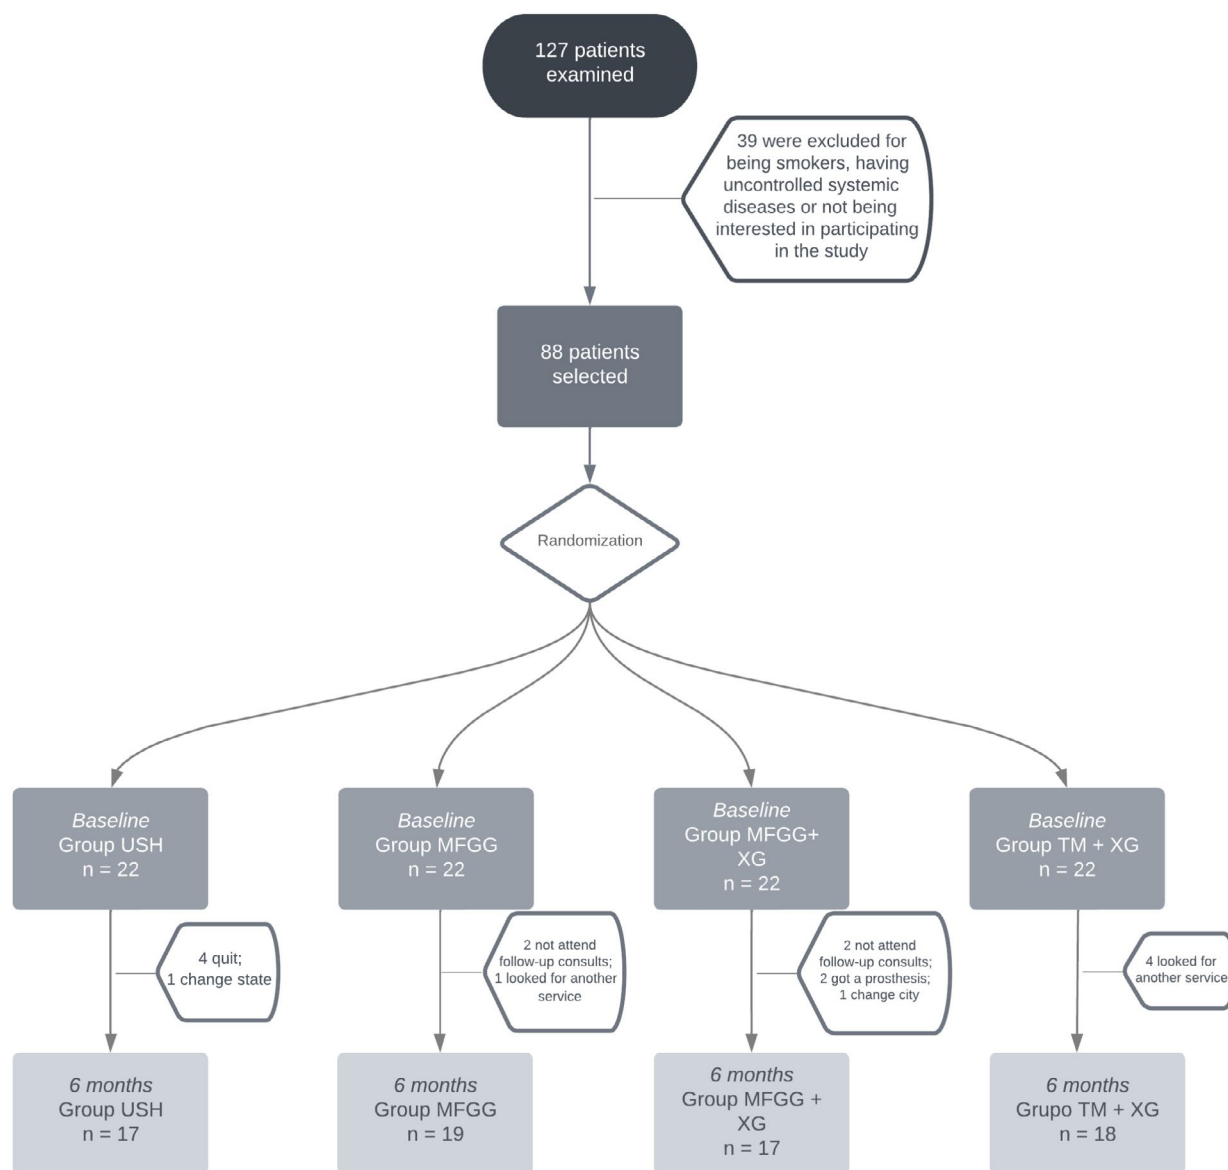 127 patients
examined
39 were excluded for
being smokers, having
uncontrolled systemic
diseases or not being
interested in participating
in the study
88 patients
selected
Randomization
Baseline
Group USH
n = 22
Baseline
Group MFGG
n = 22
Baseline
Group MFGG+
XG
n = 22
Baseline
Group TM + XG
n = 22
4 quit;
1 change state
2 not attend
follow-up consults;
1 looked for another
service
2 not attend
follow-up consults;
2 got a prosthesis;
1 change city
4 looked for
another service
6 months
Group USH
n = 17
6 months
Group MFGG
n = 19
6 months
Group MFGG +
XG
n = 17
6 months
Grupo TM + XG
n = 18